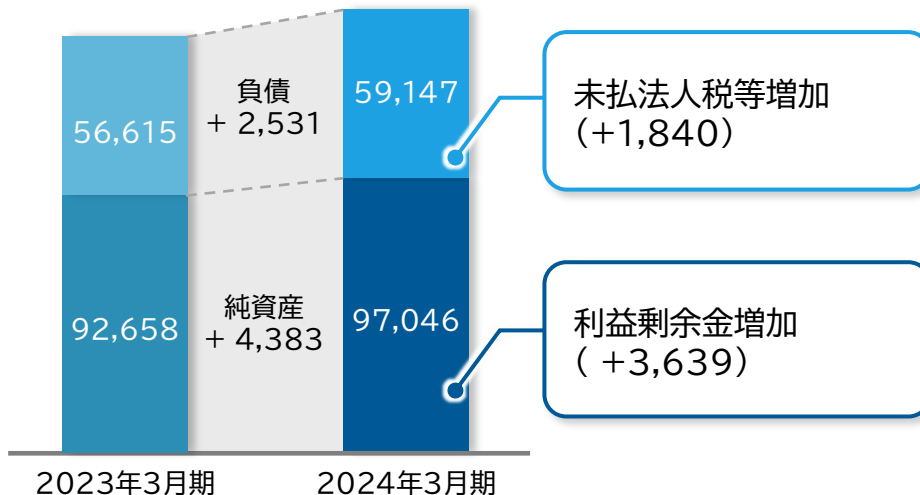 56,615
負債
+ 2,531
59,147
未払法人税等増加
(+1,840)
92,658
純資産
+ 4,383
97,046
利益剰余金増加
( +3,639)
2023年3月期
2024年3月期